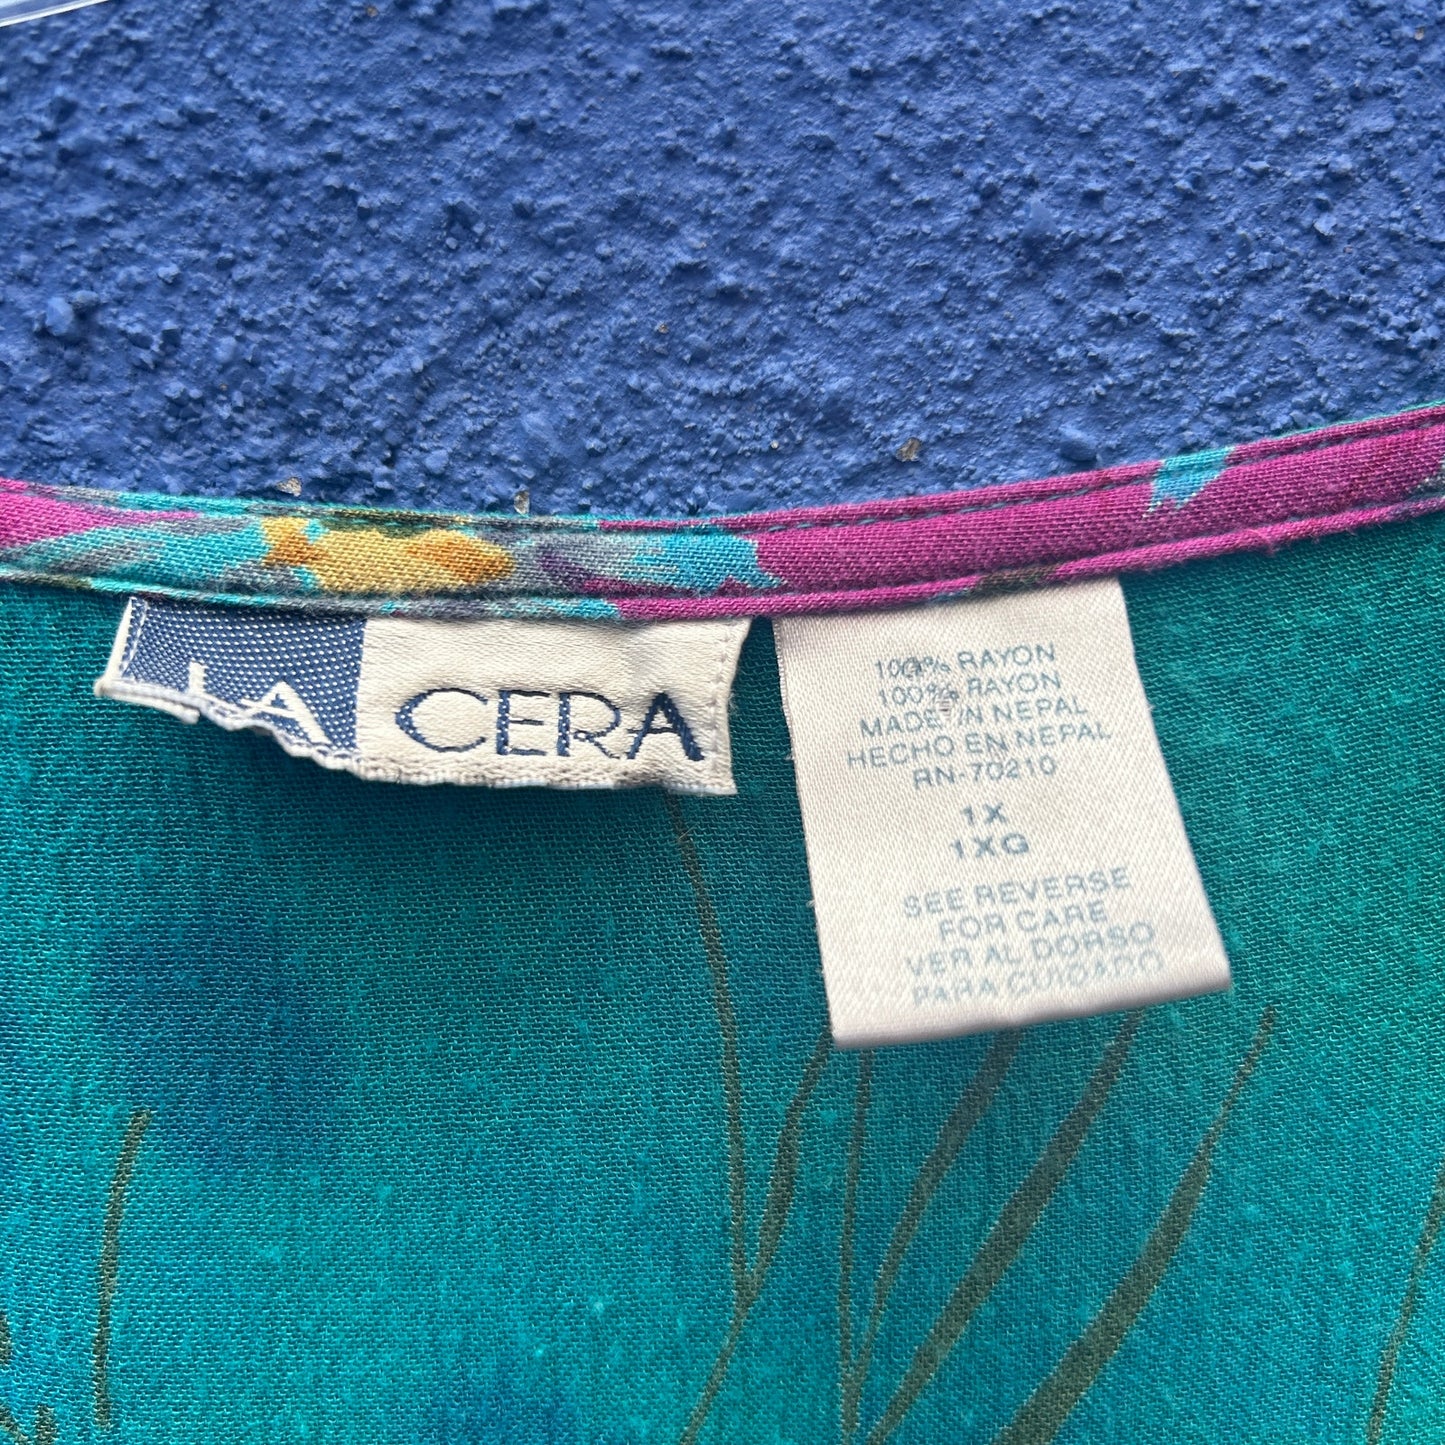 LA CERA
100% RAYON
100% RAYON
MADE IN NEPAL
HECHO EN NEPAL
RN-70210
1X
1XG
SEE REVERSE
FOR CARE
VER AL DORSO
PARA CUIDADO